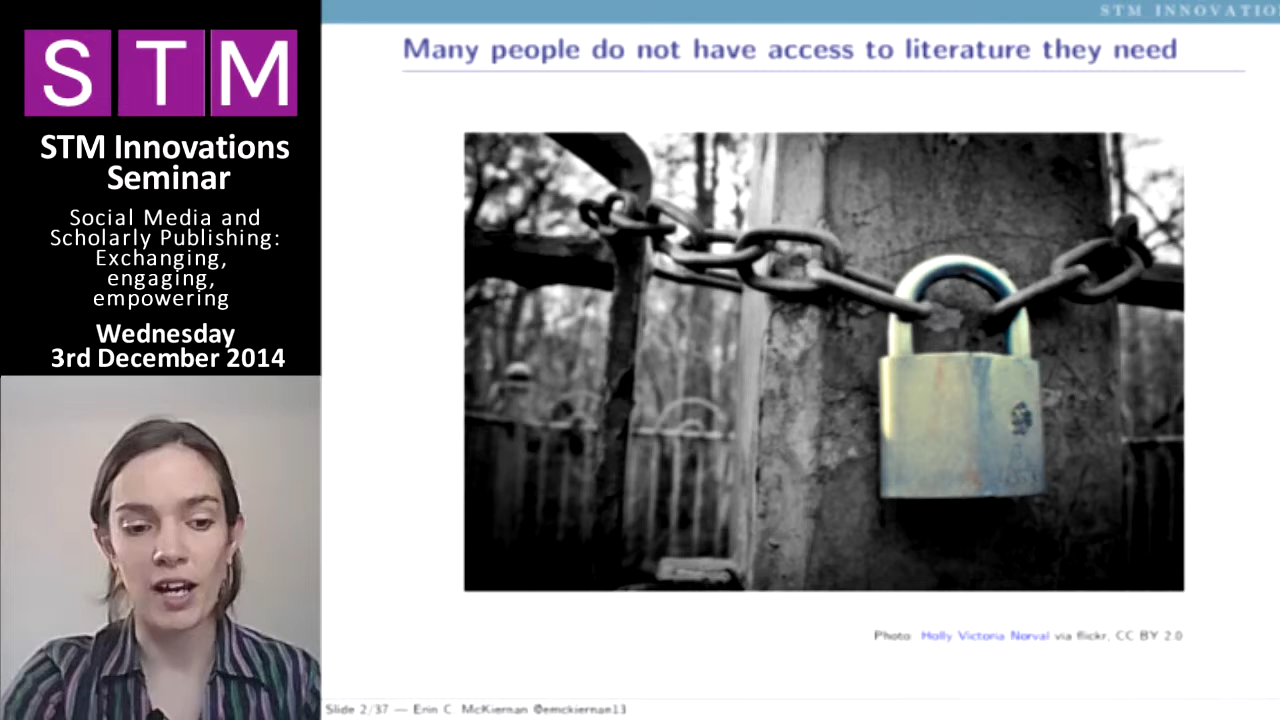 STM
STM Innovations
Seminar
Social Media and
Scholarly Publishing:
Exchanging,
engaging,
empowering
Wednesday
3rd December 2014
STM INNOVATIO
Many people do not have access to literature they need
Photo: Holly Victoria Norval via flickr, CC BY 2.0
Slide 2/37 — Erin C. McKiernan @emckiernan13